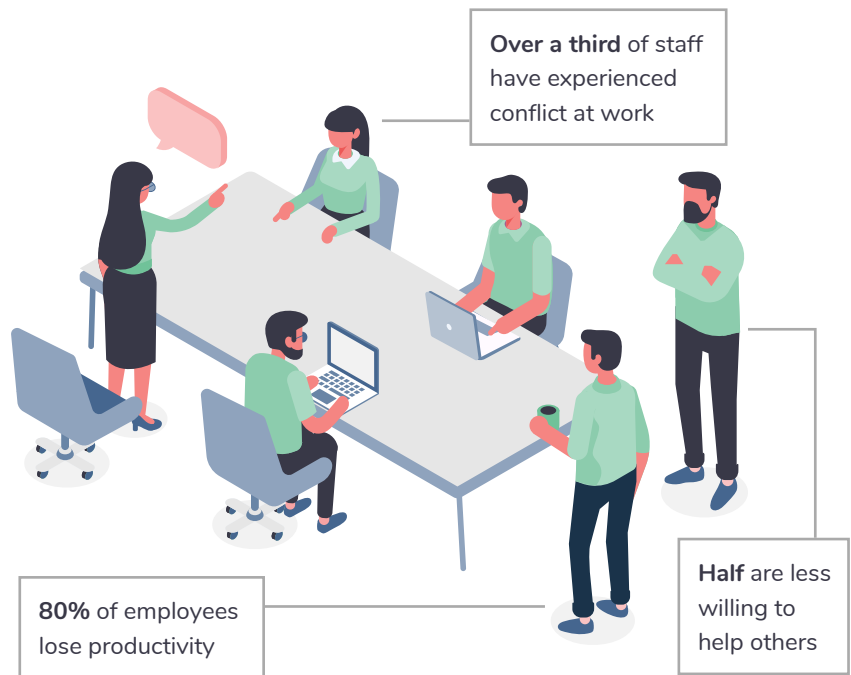 Over a third of staff
have experienced
conflict at work
80% of employees
lose productivity
Half are less
willing to
help others